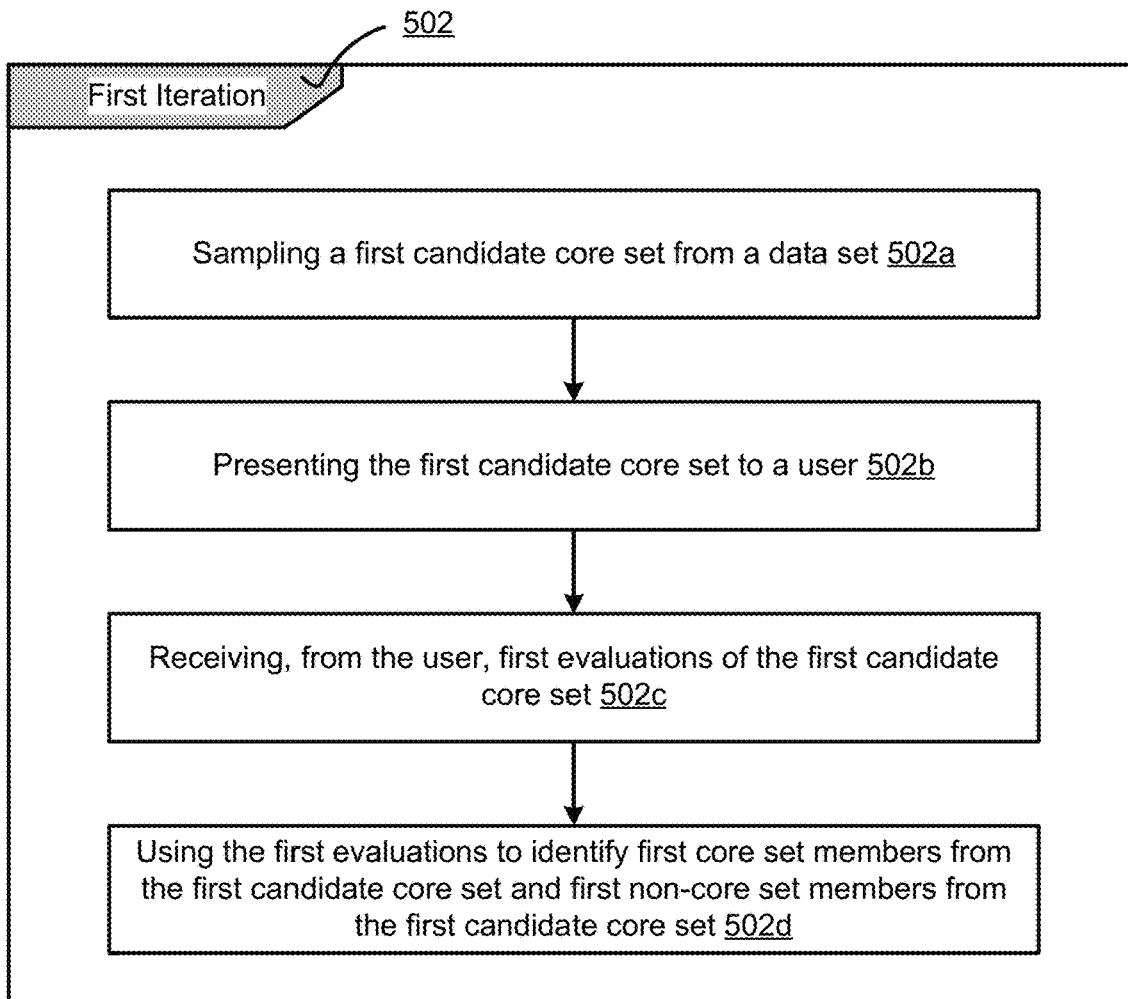 502
First Iteration
Sampling a first candidate core set from a data set 502a
Presenting the first candidate core set to a user 502b
Receiving, from the user, first evaluations of the first candidate
core set 502c
Using the first evaluations to identify first core set members from
the first candidate core set and first non-core set members from
the first candidate core set 502d